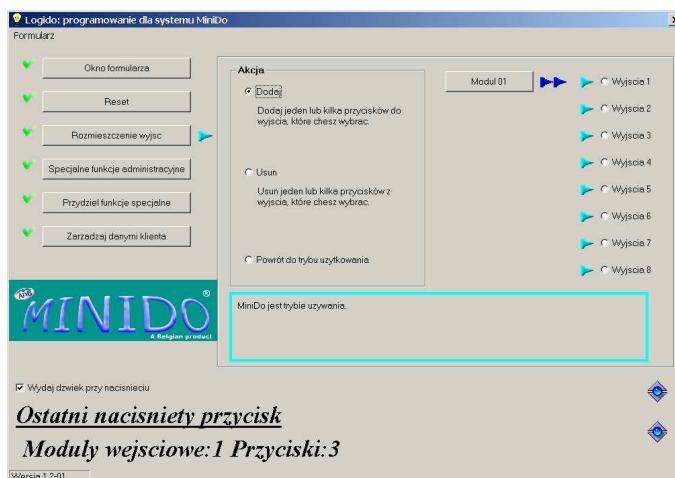 Logido: programowanie dla systemu MiniDo
Formularz
Okno formularza
Reset
Rozmieszczenie wyjsc
Specjalne funkcje administracyjne
Przydziel funkcje specjalne
Zarzadzaj danymi klienta
Akcja
Dodaj
Dodaj jeden lub kilka przycisków do
wyjscia, które chesz wybrac.
Usun
Usun jeden lub kilka przycisków z
wyjscia, które chesz wybrac.
Powrót do trybu uzytkowania
Modul 01
Wyjscia 1
Wyjscia 2
Wyjscia 3
Wyjscia 4
Wyjscia 5
Wyjscia 6
Wyjscia 7
Wyjscia 8
MINIDO ®
A Belgian product
MiniDo jest trybie uzywania.
Wydaj dzwiek przy nacisnieciu
Ostatni nacisniety przycisk
Moduly wejsciowe:1 Przyciski:3
Wersja 1.2-01